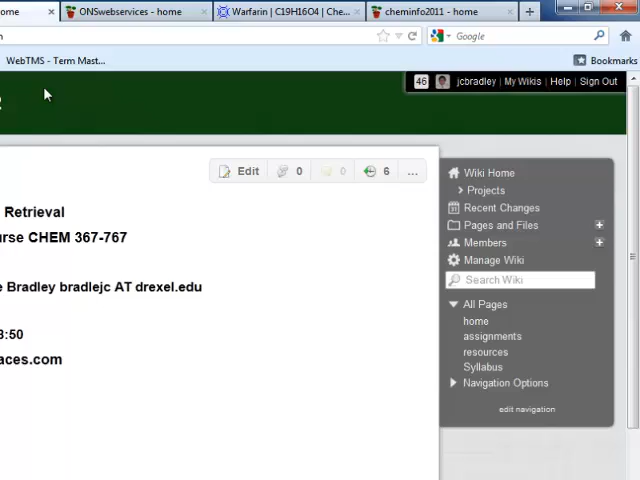 ome
ONSwebservices - home
Warfarin | C19H16O4 | Che...
cheminfo2011 - home
Google
WebTMS - Term Mast...
Bookmarks
46 jcbradley | My Wikis | Help | Sign Out
Edit 0 0 6 ...
Wiki Home
Projects
Recent Changes
Pages and Files
Members
Manage Wiki
Search Wiki
All Pages
home
assignments
resources
Syllabus
Navigation Options
edit navigation
Retrieval
urse CHEM 367-767
e Bradley bradlejc AT drexel.edu
3:50
aces.com